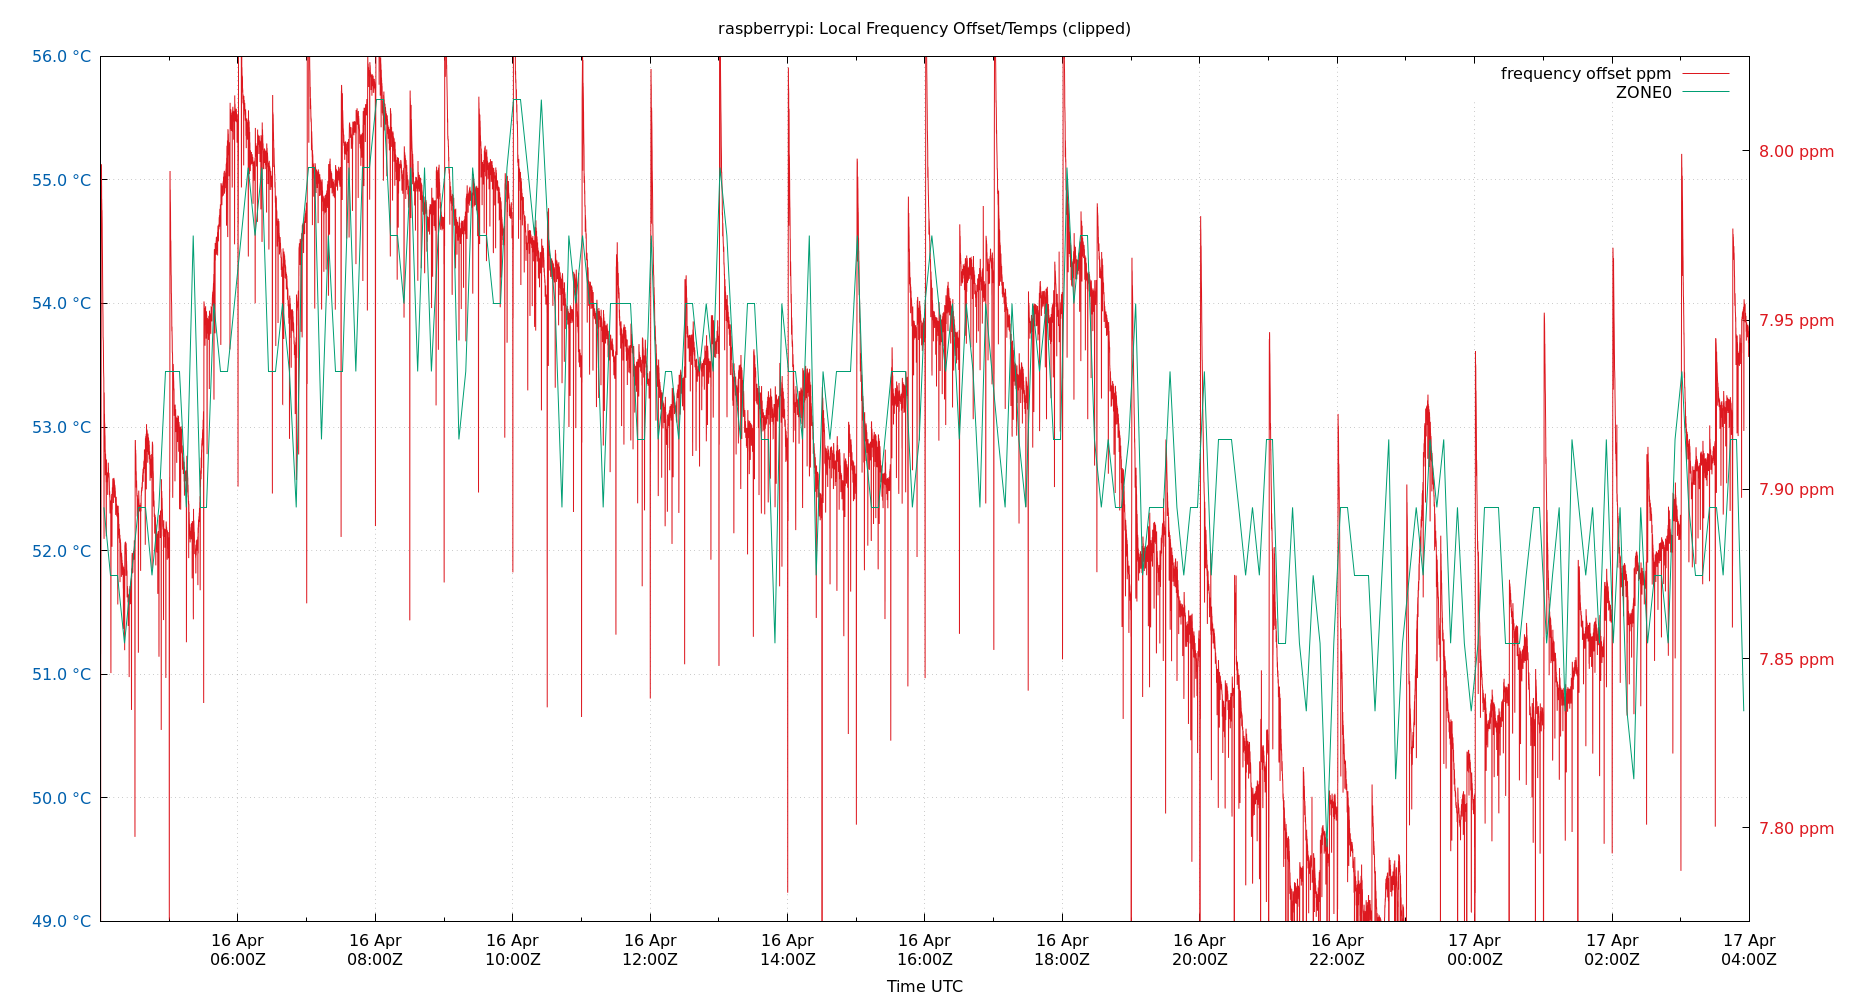 raspberrypi: Local Frequency Offset/Temps (clipped)
56.0 °C
55.0 °C
54.0 °C
53.0 °C
52.0 °C
51.0 °C
50.0 °C
49.0 °C
frequency offset ppm
ZONE0
8.00 ppm
7.95 ppm
7.90 ppm
7.85 ppm
7.80 ppm
16 Apr
06:00Z
16 Apr
08:00Z
16 Apr
10:00Z
16 Apr
12:00Z
16 Apr
14:00Z
16 Apr
16:00Z
16 Apr
18:00Z
16 Apr
20:00Z
16 Apr
22:00Z
17 Apr
00:00Z
17 Apr
02:00Z
17 Apr
04:00Z
Time UTC